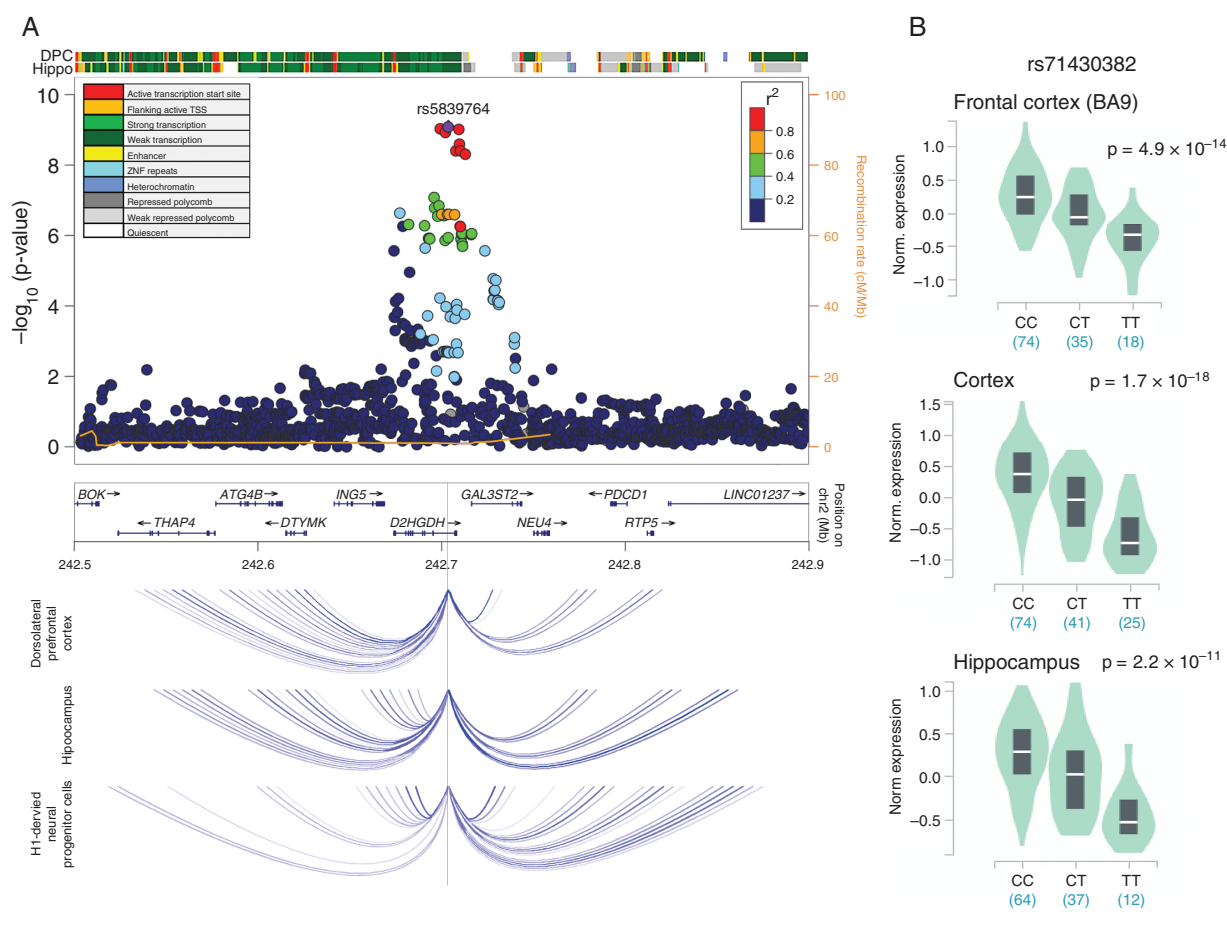 A
DPC
Hippo
10
8
6
4
2
0
−log10 (p-value)
Active transcription start site
Flanking active TSS
Strong transcription
Weak transcription
Enhancer
ZNF repeats
Heterochromatin
Repressed polycomb
Weak repressed polycomb
Quiescent
rs5839764
r2
0.8
0.6
0.4
0.2
100
80
60
40
20
0
Recombination rate (cM/Mb)
BOK→
ATG4B→
ING5→
GAL3ST2→
←PDCD1
LINC01237→
←THAP4
←DTYMK
D2HGDH→
NEU4→
RTP5→
Position on
chr2 (Mb)
242.5
242.6
242.7
242.8
242.9
Dorsolateral
prefrontal
cortex
Hipoocampus
H1-dervied
neural
progenitor cells
B
rs71430382
Frontal cortex (BA9)
p = 4.9 × 10−14
Norm. expression
1.0
0.5
0.0
−0.5
−1.0
CC
CT
TT
(74)
(35)
(18)
Cortex
p = 1.7 × 10−18
Norm. expression
1.5
1.0
0.5
0.0
−0.5
−1.0
CC
CT
TT
(74)
(41)
(25)
Hippocampus
p = 2.2 × 10−11
Norm expression
1.0
0.5
0.0
−0.5
CC
CT
TT
(64)
(37)
(12)